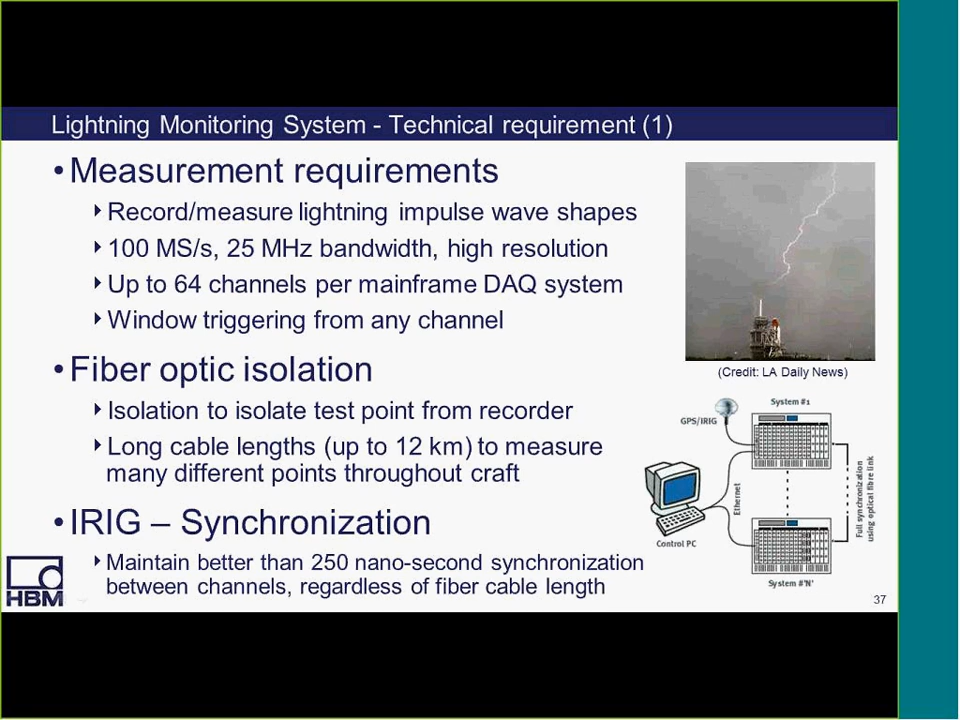 Lightning Monitoring System - Technical requirement (1)
•Measurement requirements
Record/measure lightning impulse wave shapes
100 MS/s, 25 MHz bandwidth, high resolution
Up to 64 channels per mainframe DAQ system
Window triggering from any channel
•Fiber optic isolation
Isolation to isolate test point from recorder
Long cable lengths (up to 12 km) to measure
many different points throughout craft
•IRIG – Synchronization
Maintain better than 250 nano-second synchronization
between channels, regardless of fiber cable length
(Credit: LA Daily News)
System #1
GPS/IRIG
Ethernet
Full synchronization
using optical fibre link
Control PC
System #'N'
HBM
37